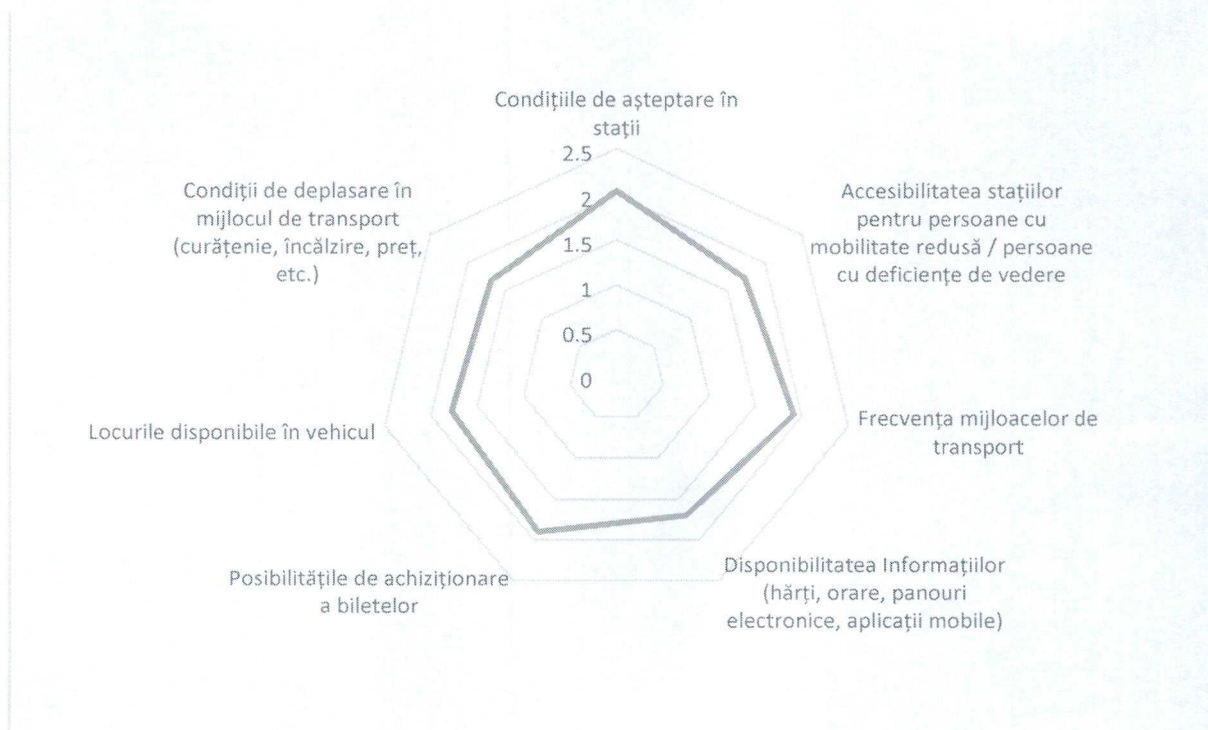 Condițiile de așteptare în
stații
2.5
2
1.5
1
0.5
0
Accesibilitatea stațiilor
pentru persoane cu
mobilitate redusă / persoane
cu deficiențe de vedere
Frecvența mijloacelor de
transport
Disponibilitatea Informațiilor
(hărți, orare, panouri
electronice, aplicații mobile)
Posibilitățile de achiziționare
a biletelor
Locurile disponibile în vehicul
Condiții de deplasare în
mijlocul de transport
(curățenie, încălzire, preț,
etc.)